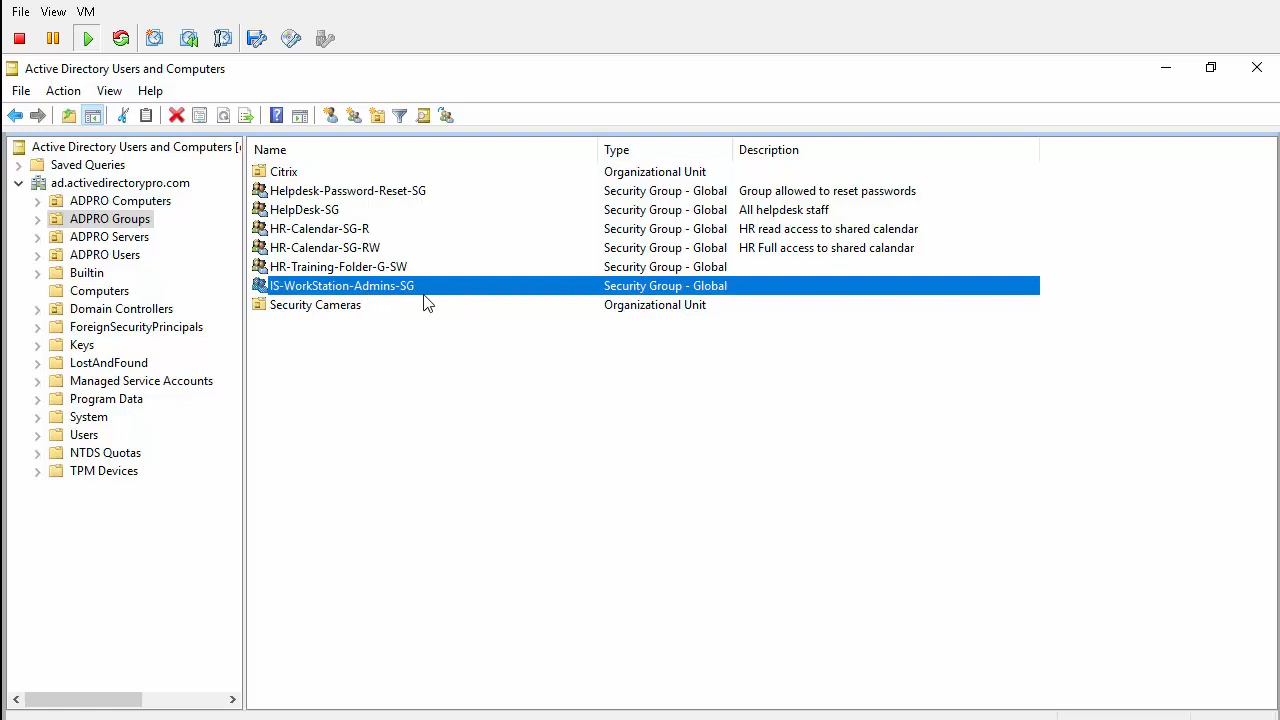 File View VM
Active Directory Users and Computers
File Action View Help
Active Directory Users and Computers [
Saved Queries
ad.activedirectorypro.com
ADPRO Computers
ADPRO Groups
ADPRO Servers
ADPRO Users
Builtin
Computers
Domain Controllers
ForeignSecurityPrincipals
Keys
LostAndFound
Managed Service Accounts
Program Data
System
Users
NTDS Quotas
TPM Devices
Name Type Description
Citrix Organizational Unit
Helpdesk-Password-Reset-SG Security Group - Global Group allowed to reset passwords
HelpDesk-SG Security Group - Global All helpdesk staff
HR-Calendar-SG-R Security Group - Global HR read access to shared calandar
HR-Calendar-SG-RW Security Group - Global HR Full access to shared calandar
HR-Training-Folder-G-SW Security Group - Global
IS-WorkStation-Admins-SG Security Group - Global
Security Cameras Organizational Unit